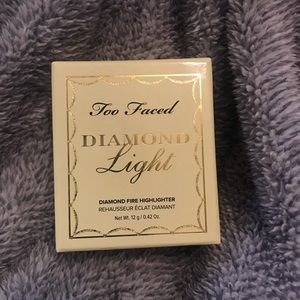 Too Faced
DIAMOND
Light
DIAMOND FIRE HIGHLIGHTER
REHAUSSEUR ÉCLAT DIAMANT
Net Wt. 12 g / 0.42 Oz.